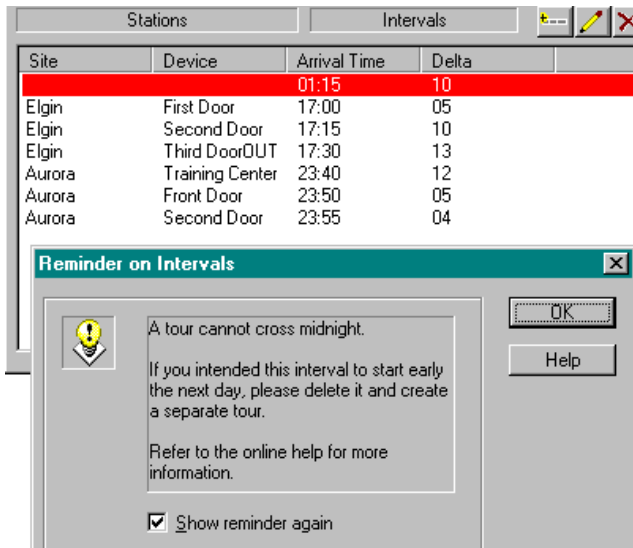 Stations Intervals
Site Device Arrival Time Delta
01:15 10
Elgin First Door 17:00 05
Elgin Second Door 17:15 10
Elgin Third DoorOUT 17:30 13
Aurora Training Center 23:40 12
Aurora Front Door 23:50 05
Aurora Second Door 23:55 04
Reminder on Intervals
A tour cannot cross midnight.
If you intended this interval to start early
the next day, please delete it and create
a separate tour.
Refer to the online help for more
information.
Show reminder again
OK
Help